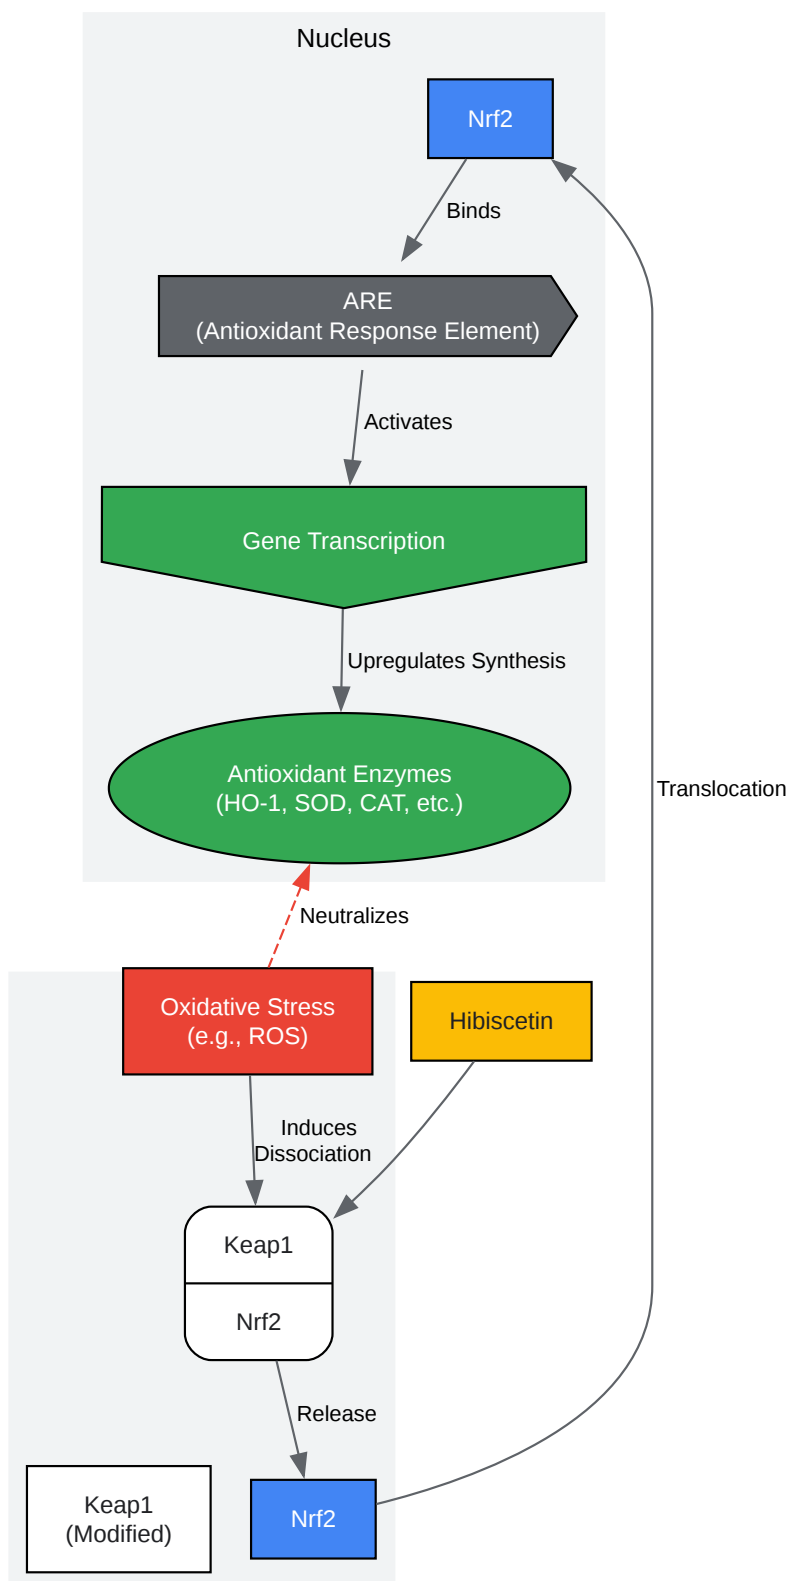 Nucleus
Nrf2
Binds
ARE
(Antioxidant Response Element)
Activates
Gene Transcription
Upregulates Synthesis
Antioxidant Enzymes
(HO-1, SOD, CAT, etc.)
Translocation
Neutralizes
Oxidative Stress
(e.g., ROS)
Hibiscetin
Induces
Dissociation
Keap1
Nrf2
Release
Keap1
(Modified)
Nrf2